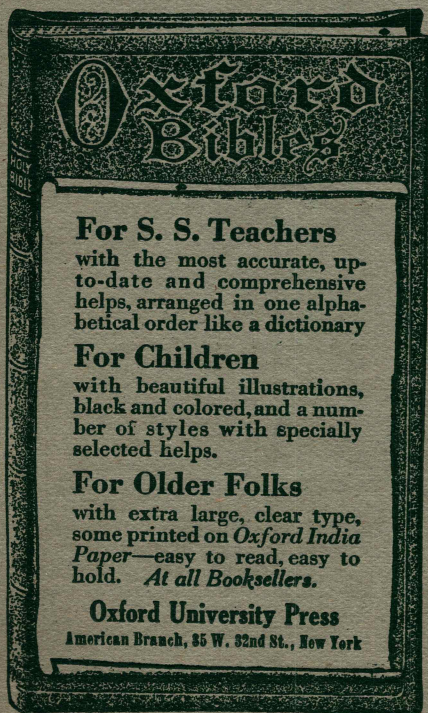 Oxford
Bibles
HOLY
BIBLE
For S. S. Teachers
with the most accurate, up-
to-date and comprehensive
helps, arranged in one alpha-
betical order like a dictionary
For Children
with beautiful illustrations,
black and colored, and a num-
ber of styles with specially
selected helps.
For Older Folks
with extra large, clear type,
some printed on Oxford India
Paper—easy to read, easy to
hold. At all Booksellers.
Oxford University Press
American Branch, 35 W. 32nd St., New York